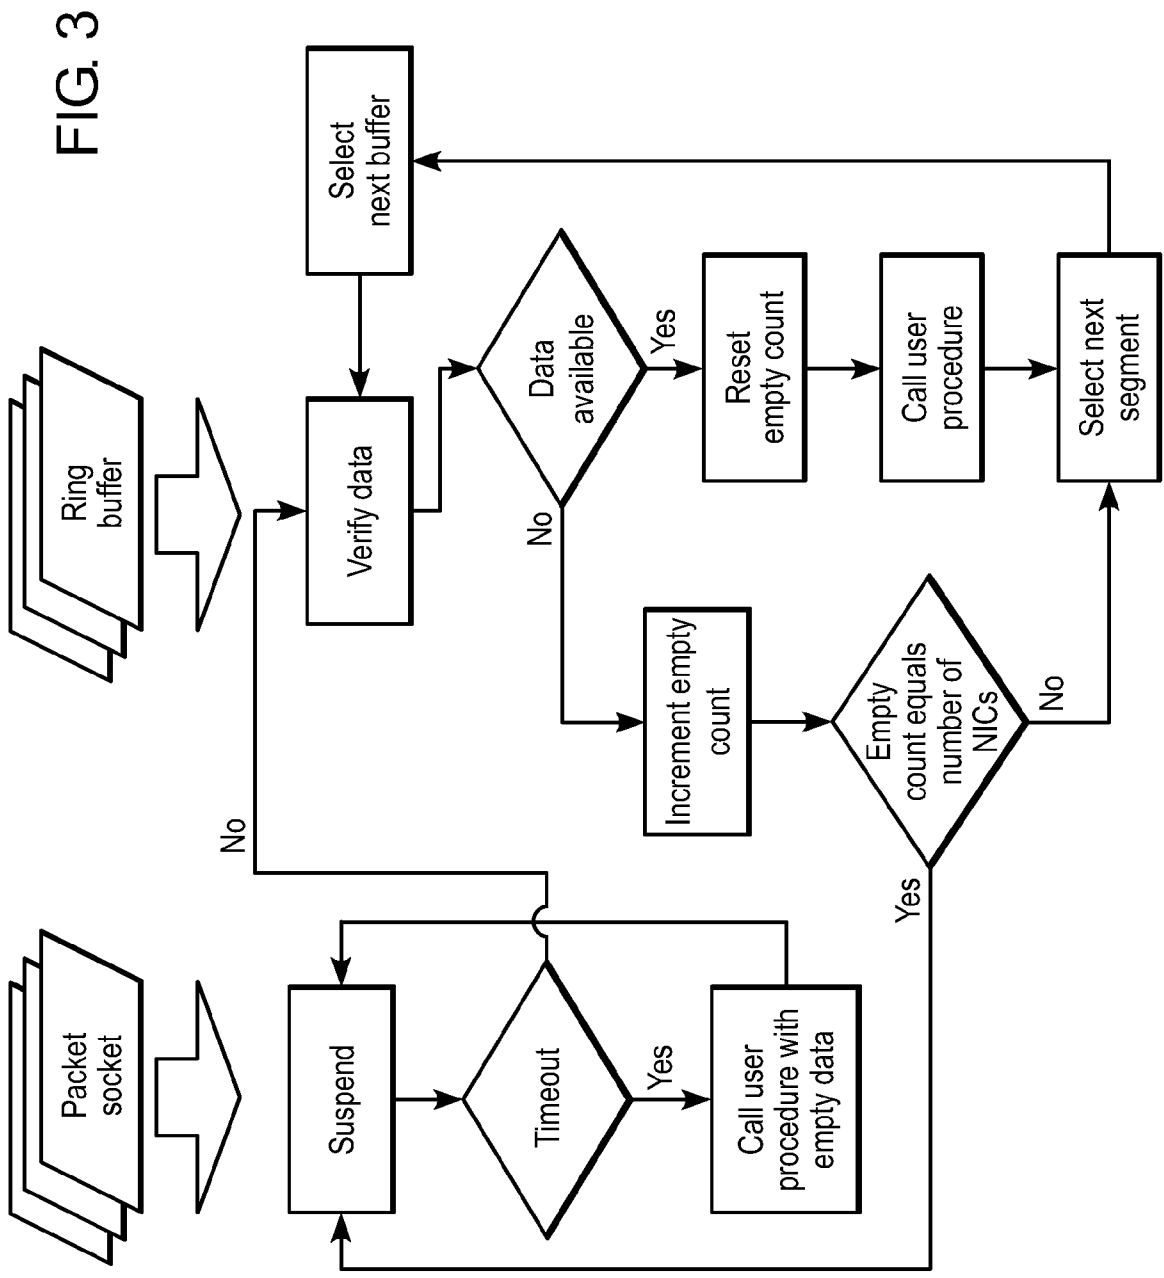 FIG. 3
Packet
socket
Ring
buffer
Suspend
Timeout
Yes
No
Call user
procedure with
empty data
Verify data
Select
next buffer
Data
available
No
Yes
Increment empty
count
Reset
empty count
Call user
procedure
Empty
count equals
number of
NICs
Yes
No
Select next
segment